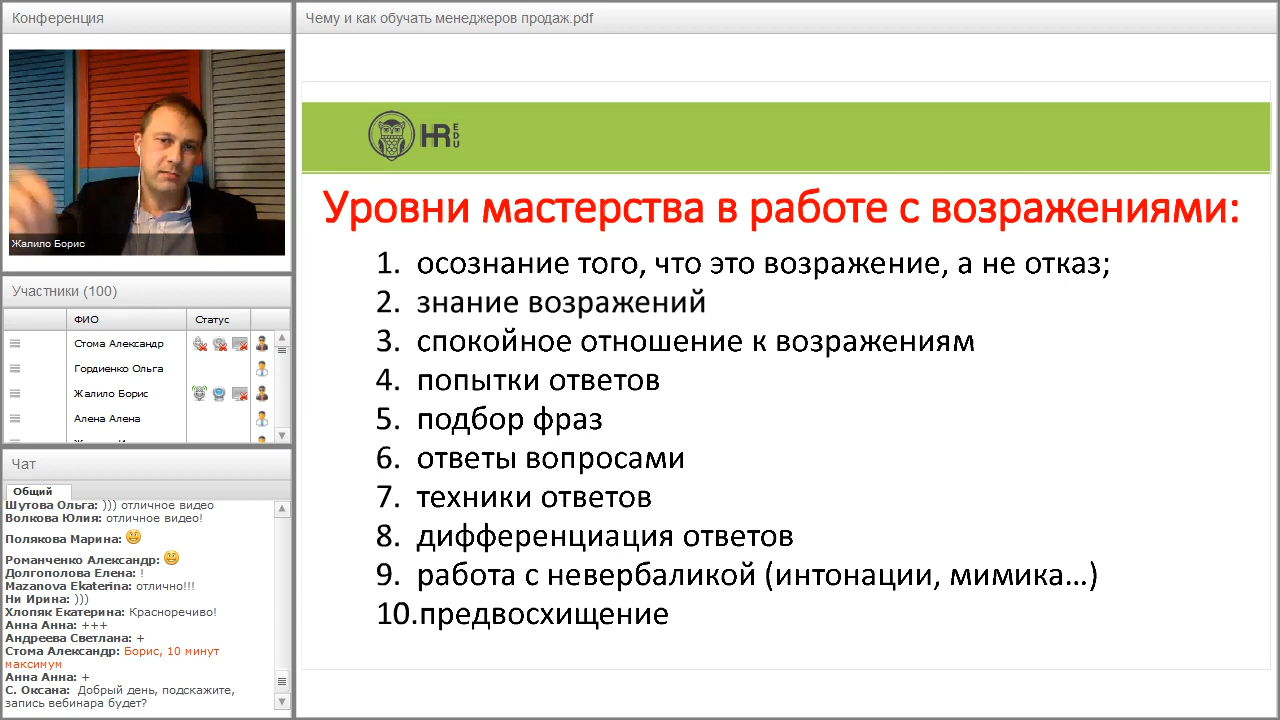 Конференция
Жалило Борис
Участники (100)
ФИО
Статус
Стома Александр
Гордиенко Ольга
Жалило Борис
Алена Алена
Чат
Общий
Шутова Ольга: ))) отличное видео
Волкова Юлия: отличное видео!
Полякова Марина:
Романченко Александр:
Долгополова Елена: !
Mazanova Ekaterina: отлично!!!
Ни Ирина: )))
Хлопяк Екатерина: Красноречиво!
Анна Анна: +++
Андреева Светлана: +
Стома Александр: Борис, 10 минут
максимум
Анна Анна: +
С. Оксана: Добрый день, подскажите,
запись вебинара будет?
Чему и как обучать менеджеров продаж.pdf
HR EDU
Уровни мастерства в работе с возражениями:
1. осознание того, что это возражение, а не отказ;
2. знание возражений
3. спокойное отношение к возражениям
4. попытки ответов
5. подбор фраз
6. ответы вопросами
7. техники ответов
8. дифференциация ответов
9. работа с невербаликой (интонации, мимика…)
10.предвосхищение